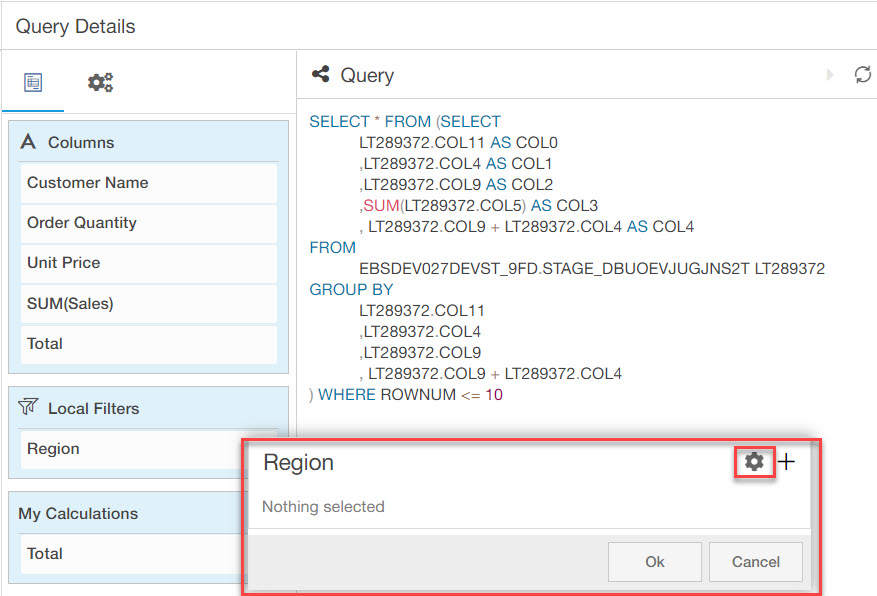 Query Details
Columns
Customer Name
Order Quantity
Unit Price
SUM(Sales)
Total
Local Filters
Region
My Calculations
Total
Query
SELECT * FROM (SELECT
LT289372.COL11 AS COL0
,LT289372.COL4 AS COL1
,LT289372.COL9 AS COL2
,SUM(LT289372.COL5) AS COL3
, LT289372.COL9 + LT289372.COL4 AS COL4
FROM
EBSDEV027DEVST_9FD.STAGE_DBUOEVJUGJNS2T LT289372
GROUP BY
LT289372.COL11
,LT289372.COL4
,LT289372.COL9
, LT289372.COL9 + LT289372.COL4
) WHERE ROWNUM <= 10
Region
Nothing selected
Ok Cancel